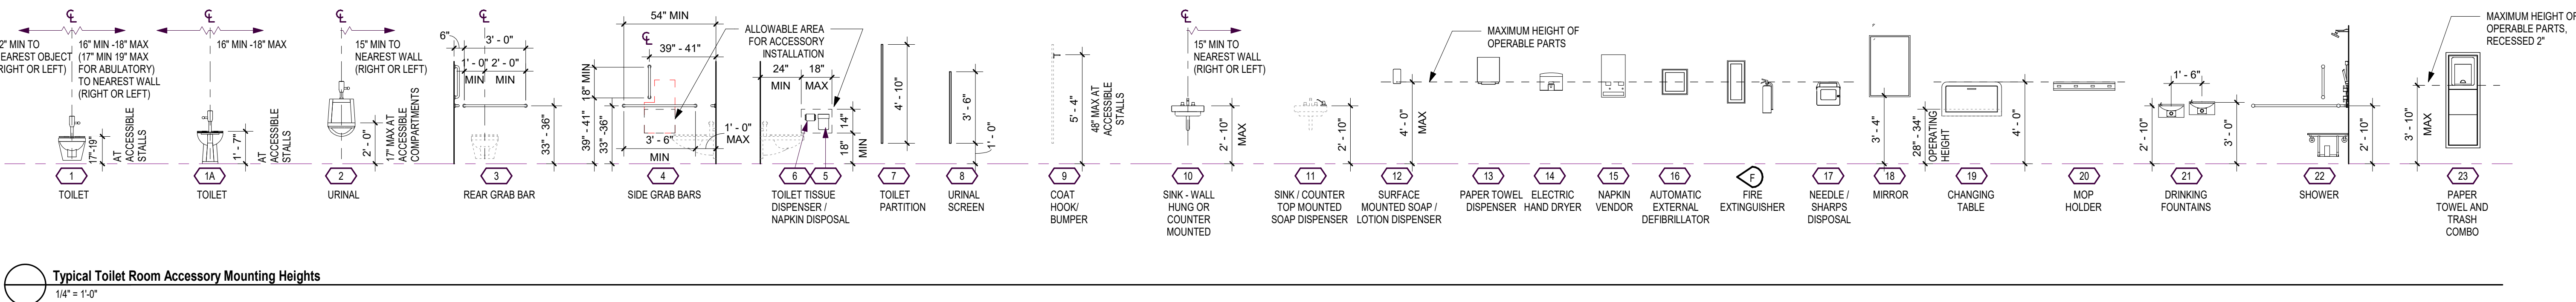 ℄
2" MIN TO
EAREST OBJECT
RIGHT OR LEFT)
16" MIN -18" MAX
(17" MIN 19" MAX
FOR ABULATORY)
TO NEAREST WALL
(RIGHT OR LEFT)
17"-19"
AT
ACCESSIBLE
STALLS
1
TOILET
℄
16" MIN -18" MAX
1' - 7"
AT
ACCESSIBLE
STALLS
1A
TOILET
℄
15" MIN TO
NEAREST WALL
(RIGHT OR LEFT)
2' - 0"
17" MAX AT
ACCESSIBLE
COMPARTMENTS
2
URINAL
℄
6"
3' - 0"
1' - 0"
MIN
2' - 0"
MIN
33" - 36"
3
REAR GRAB BAR
54" MIN
℄
39" - 41"
18" MIN
39" - 41"
33" -36"
3' - 6"
MIN
1' - 0"
MAX
4
SIDE GRAB BARS
ALLOWABLE AREA
FOR ACCESSORY
INSTALLATION
24"
MIN
18"
MAX
14"
18"
MIN
6
5
TOILET TISSUE
DISPENSER /
NAPKIN DISPOSAL
4' - 10"
7
TOILET
PARTITION
3' - 6"
1' - 0"
8
URINAL
SCREEN
5' - 4"
48" MAX AT
ACCESSIBLE
STALLS
9
COAT
HOOK/
BUMPER
℄
15" MIN TO
NEAREST WALL
(RIGHT OR LEFT)
2' - 10"
MAX
10
SINK - WALL
HUNG OR
COUNTER
MOUNTED
2' - 10"
11
SINK / COUNTER
TOP MOUNTED
SOAP DISPENSER
4' - 0"
MAX
12
SURFACE
MOUNTED SOAP /
LOTION DISPENSER
MAXIMUM HEIGHT OF
OPERABLE PARTS
13
PAPER TOWEL
DISPENSER
14
ELECTRIC
HAND DRYER
15
NAPKIN
VENDOR
16
AUTOMATIC
EXTERNAL
DEFIBRILLATOR
F
FIRE
EXTINGUISHER
17
NEEDLE /
SHARPS
DISPOSAL
3' - 4"
18
MIRROR
28" - 34"
OPERATING
HEIGHT
4' - 0"
19
CHANGING
TABLE
20
MOP
HOLDER
1' - 6"
2' - 10"
3' - 0"
21
DRINKING
FOUNTAINS
2' - 10"
22
SHOWER
MAXIMUM HEIGHT OF
OPERABLE PARTS,
RECESSED 2"
3' - 10"
MAX
23
PAPER
TOWEL AND
TRASH
COMBO
Typical Toilet Room Accessory Mounting Heights
1/4" = 1'-0"